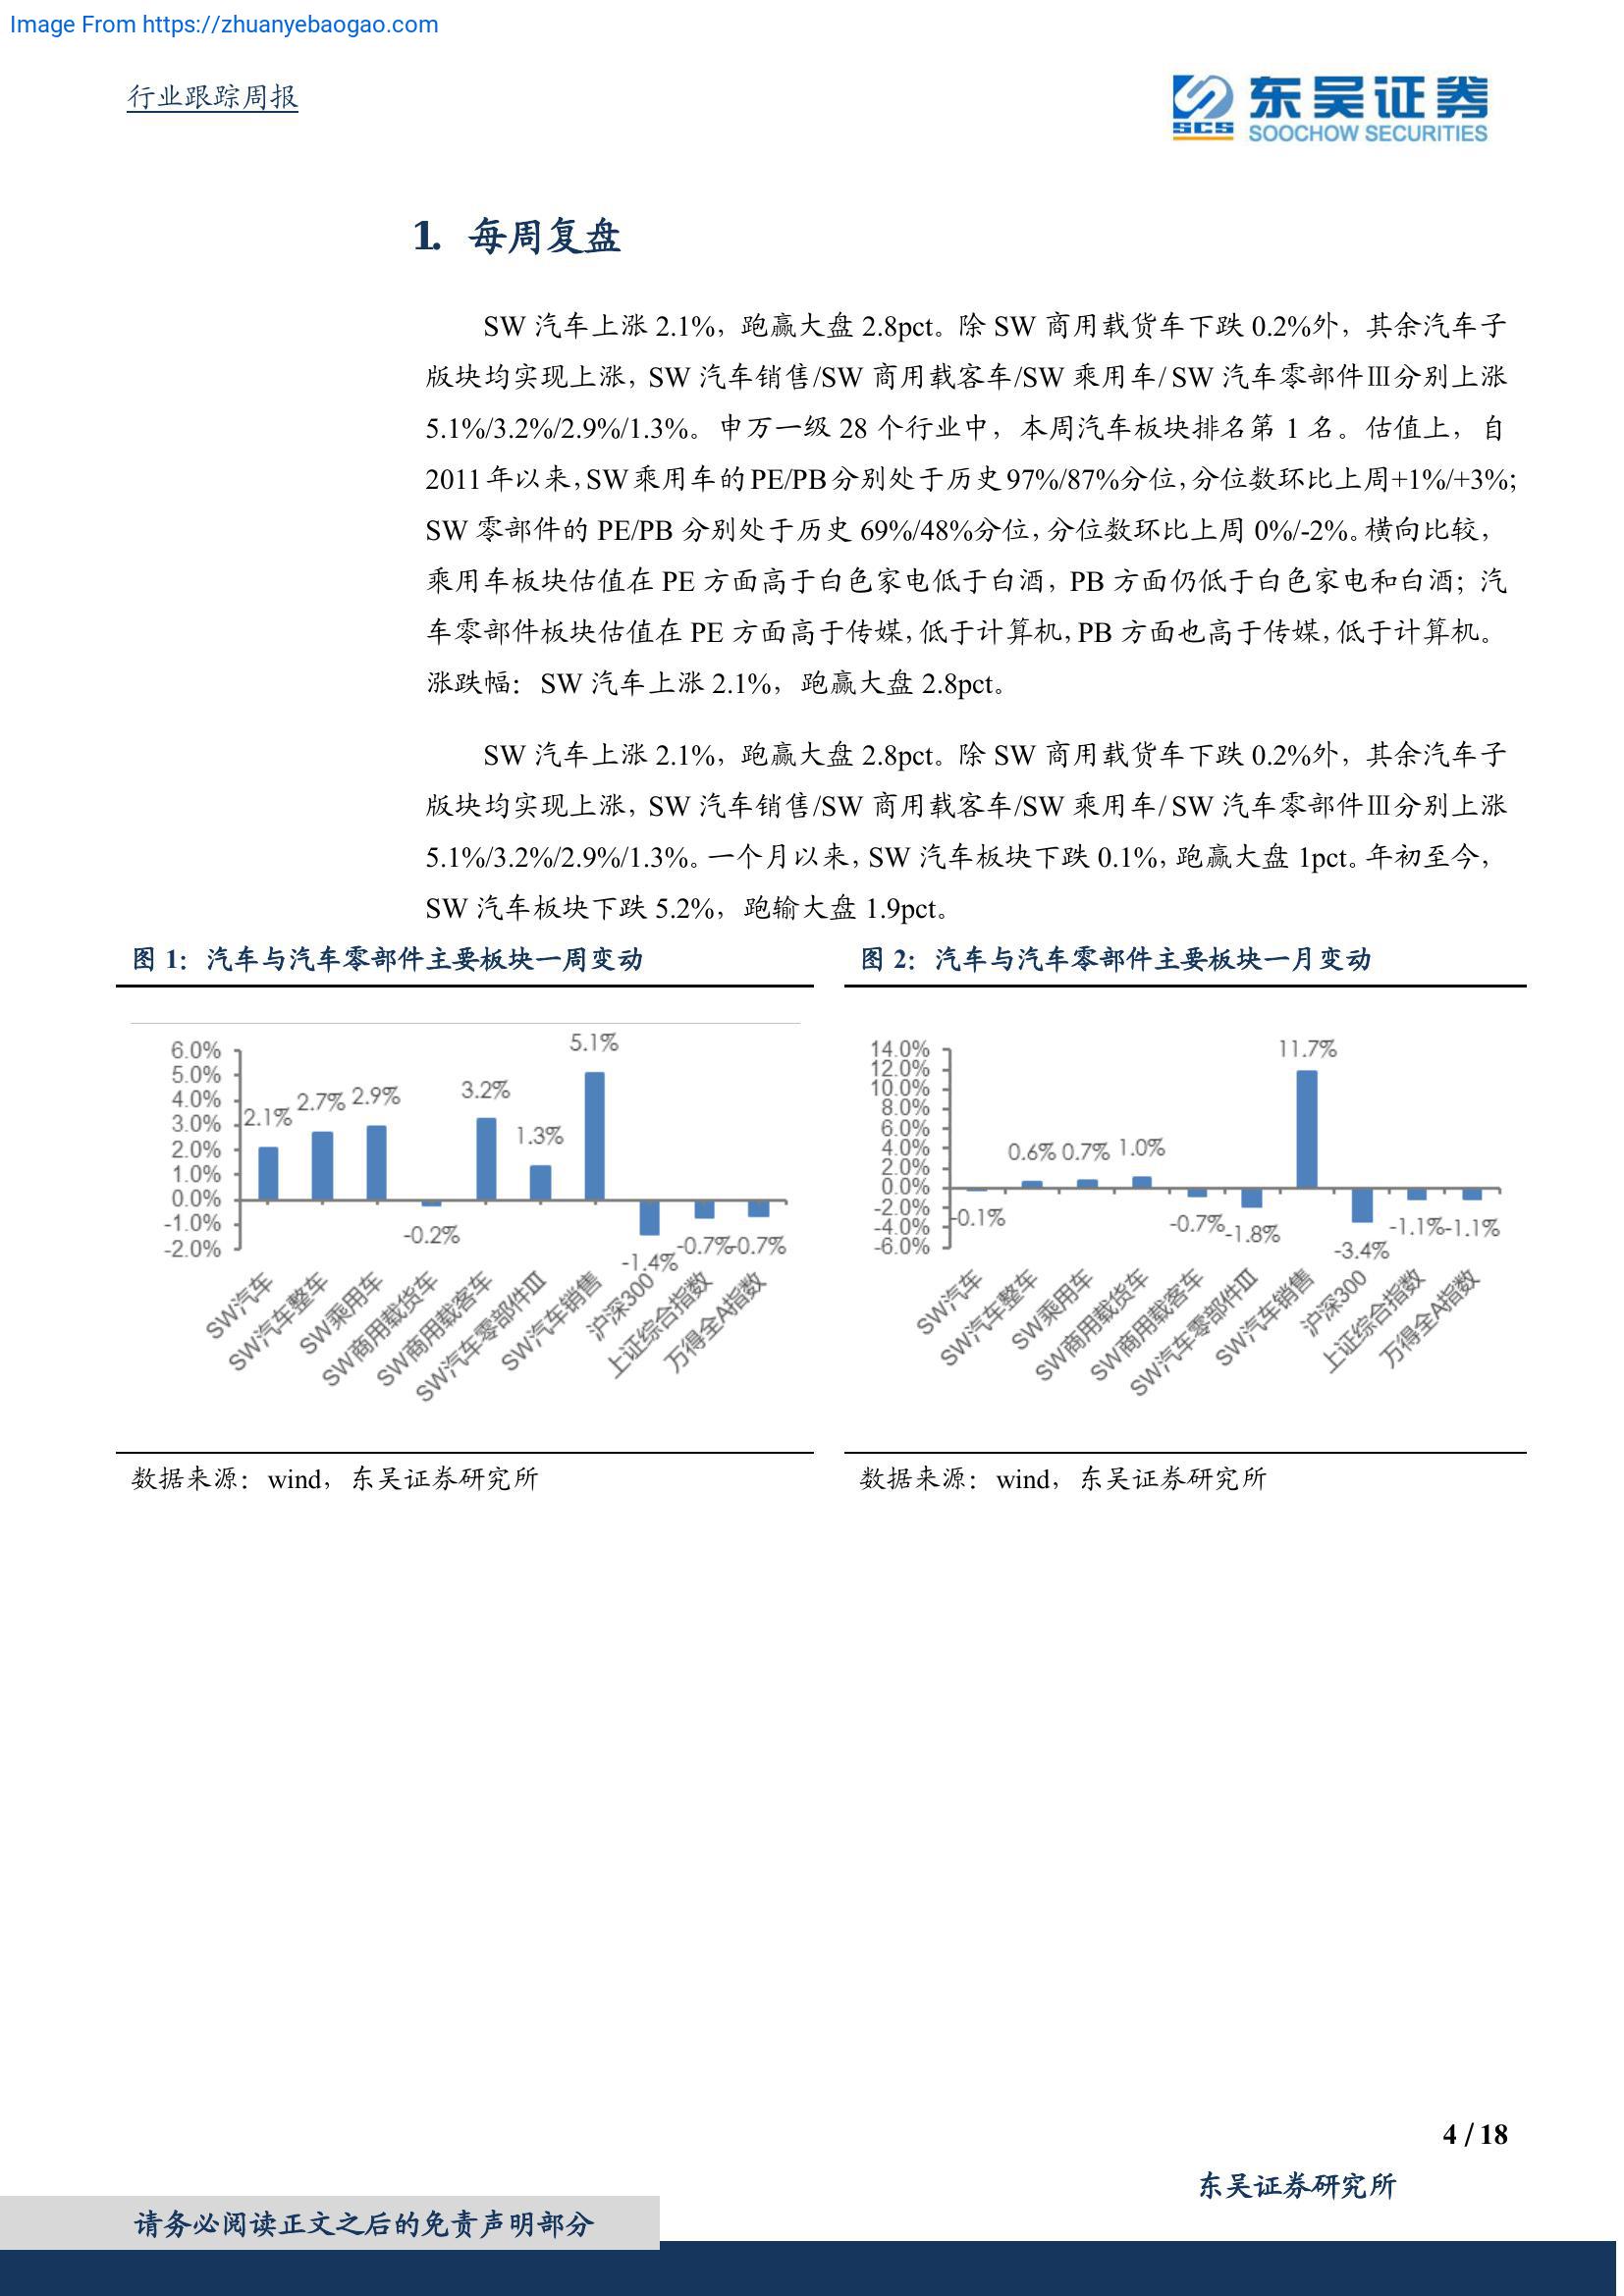 Image From https://zhuanyebaogao.com
行业跟踪周报
东吴证券
SCS
SOOCHOW SECURITIES
1. 每周复盘
SW 汽车上涨 2.1%，跑赢大盘 2.8pct。除 SW 商用载货车下跌 0.2%外，其余汽车子
版块均实现上涨，SW 汽车销售/SW 商用载客车/SW 乘用车/ SW 汽车零部件Ⅲ分别上涨
5.1%/3.2%/2.9%/1.3%。申万一级 28 个行业中，本周汽车板块排名第 1 名。估值上，自
2011 年以来，SW 乘用车的 PE/PB 分别处于历史 97%/87%分位，分位数环比上周+1%/+3%；
SW 零部件的 PE/PB 分别处于历史 69%/48%分位，分位数环比上周 0%/-2%。横向比较，
乘用车板块估值在 PE 方面高于白色家电低于白酒，PB 方面仍低于白色家电和白酒；汽
车零部件板块估值在 PE 方面高于传媒，低于计算机，PB 方面也高于传媒，低于计算机。
涨跌幅：SW 汽车上涨 2.1%，跑赢大盘 2.8pct。
SW 汽车上涨 2.1%，跑赢大盘 2.8pct。除 SW 商用载货车下跌 0.2%外，其余汽车子
版块均实现上涨，SW 汽车销售/SW 商用载客车/SW 乘用车/ SW 汽车零部件Ⅲ分别上涨
5.1%/3.2%/2.9%/1.3%。一个月以来，SW 汽车板块下跌 0.1%，跑赢大盘 1pct。年初至今，
SW 汽车板块下跌 5.2%，跑输大盘 1.9pct。
图 1：汽车与汽车零部件主要板块一周变动
6.0%
5.0%
4.0%
3.0%
2.0%
1.0%
0.0%
-1.0%
-2.0%
2.1%
2.7%
2.9%
-0.2%
3.2%
1.3%
5.1%
-1.4%
-0.7%
-0.7%
SW汽车
SW汽车整车
SW乘用车
SW商用载货车
SW商用载客车
SW汽车零部件III
SW汽车销售
沪深300
上证综合指数
万得全A指数
数据来源：wind，东吴证券研究所
图 2：汽车与汽车零部件主要板块一月变动
14.0%
12.0%
10.0%
8.0%
6.0%
4.0%
2.0%
0.0%
-2.0%
-4.0%
-6.0%
-0.1%
0.6%
0.7%
1.0%
-0.7%
-1.8%
11.7%
-3.4%
-1.1%
-1.1%
SW汽车
SW汽车整车
SW乘用车
SW商用载货车
SW商用载客车
SW汽车零部件III
SW汽车销售
沪深300
上证综合指数
万得全A指数
数据来源：wind，东吴证券研究所
4 / 18
东吴证券研究所
请务必阅读正文之后的免责声明部分